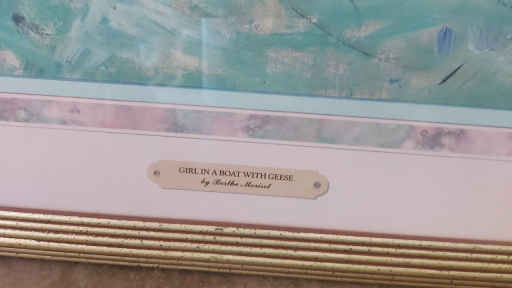 GIRL IN A BOAT WITH GEESE
by Berthe Morisot